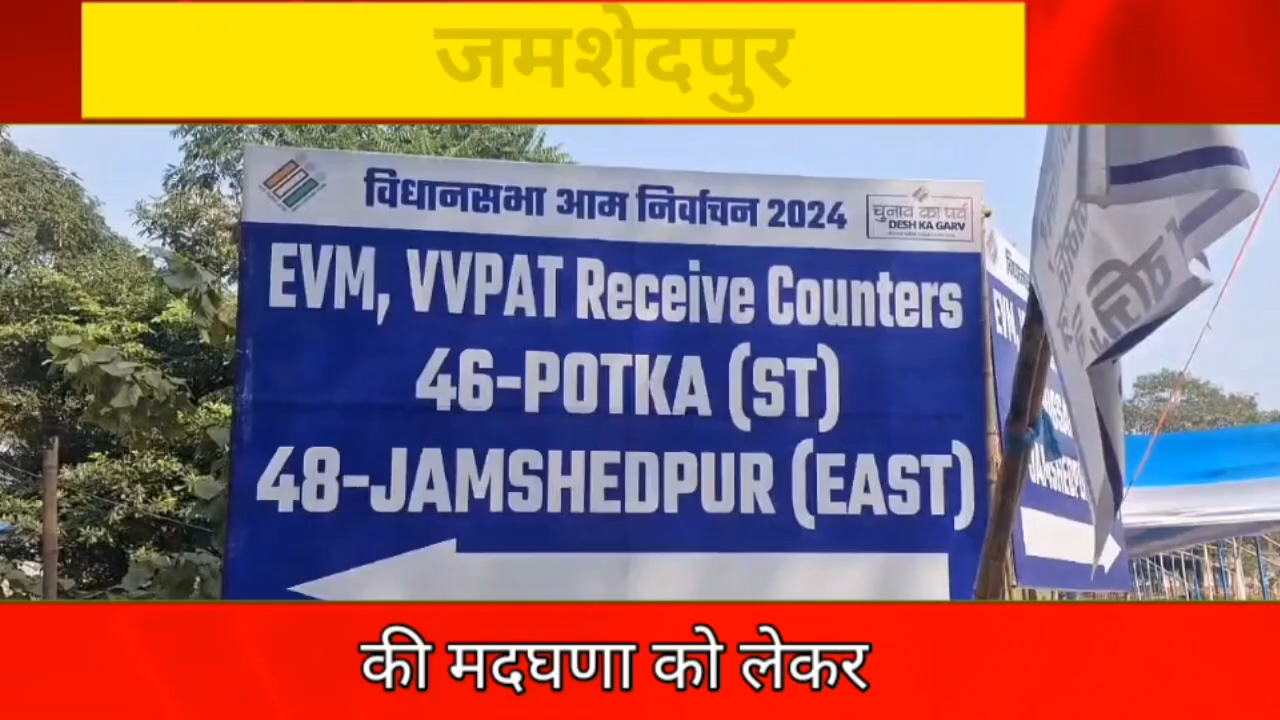 जमशेदपुर
विधानसभा आम निर्वाचन 2024
चुनाव का पर्व
DESH KA GARV
EVM, VVPAT Receive Counters
46-POTKA (ST)
48-JAMSHEDPUR (EAST)
JAMSHEDPU
की मदघणा को लेकर